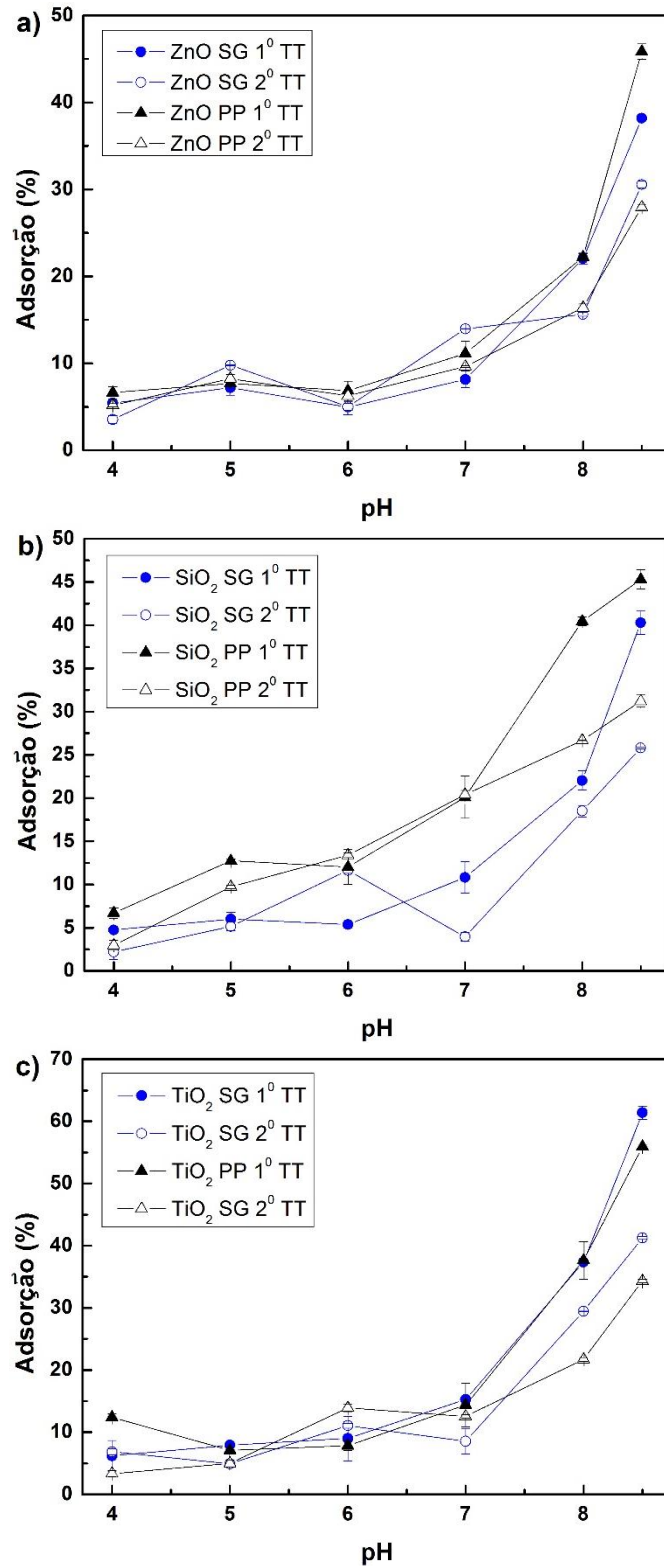 a)
50
40
30
20
10
0
Adsorção (%)
ZnO SG 1⁰ TT
ZnO SG 2⁰ TT
ZnO PP 1⁰ TT
ZnO PP 2⁰ TT
4 5 6 7 8
pH
b)
50
45
40
35
30
25
20
15
10
5
0
Adsorção (%)
SiO₂ SG 1⁰ TT
SiO₂ SG 2⁰ TT
SiO₂ PP 1⁰ TT
SiO₂ PP 2⁰ TT
4 5 6 7 8
pH
c)
70
60
50
40
30
20
10
0
Adsorção (%)
TiO₂ SG 1⁰ TT
TiO₂ SG 2⁰ TT
TiO₂ PP 1⁰ TT
TiO₂ SG 2⁰ TT
4 5 6 7 8
pH